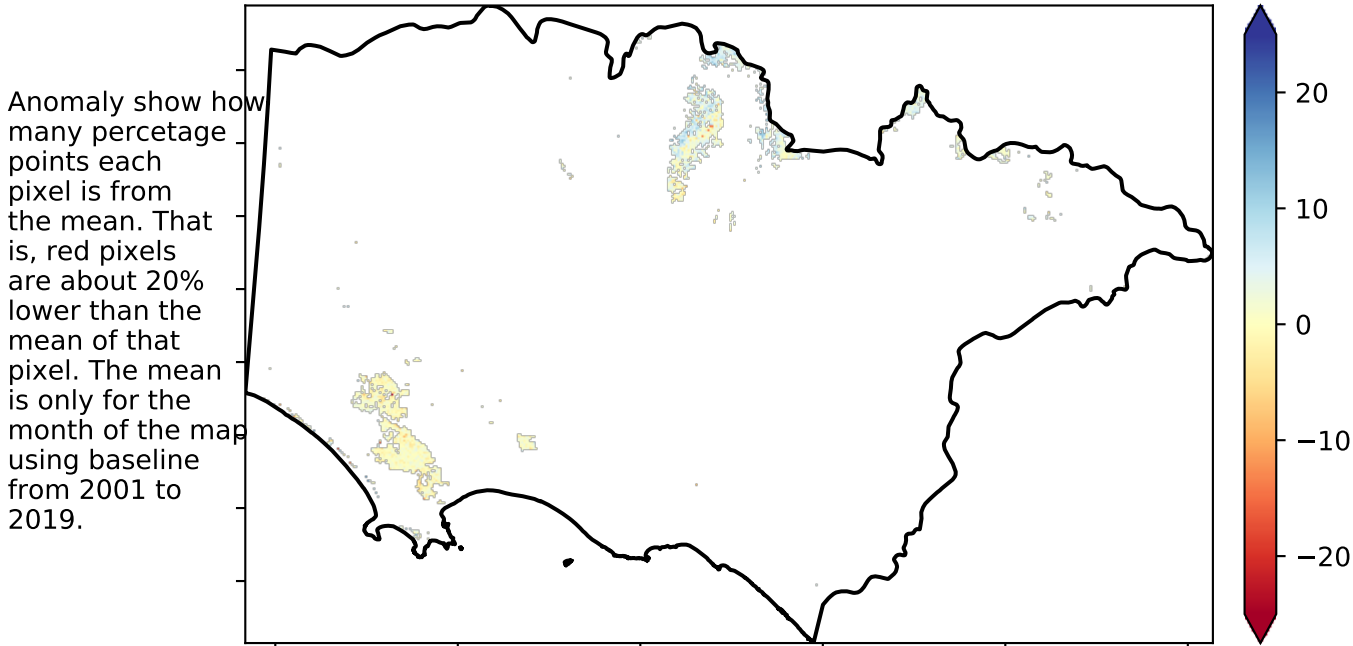 Anomaly show how
many percetage
points each
pixel is from
the mean. That
is, red pixels
are about 20%
lower than the
mean of that
pixel. The mean
is only for the
month of the map
using baseline
from 2001 to
2019.
20
10
0
−10
−20